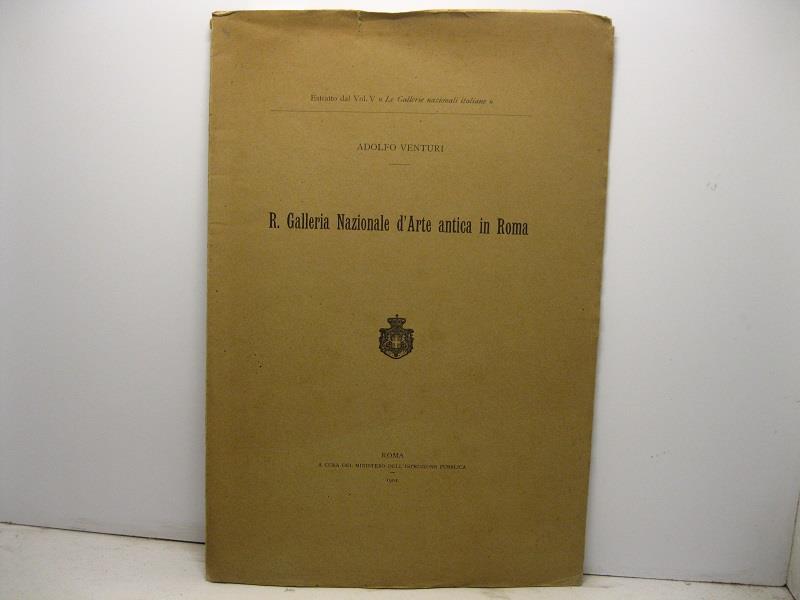 Estratto dal Vol. V « Le Gallerie nazionali italiane »
ADOLFO VENTURI
R. Galleria Nazionale d'Arte antica in Roma
ROMA
A CURA DEL MINISTERO DELL'ISTRUZIONE PUBBLICA